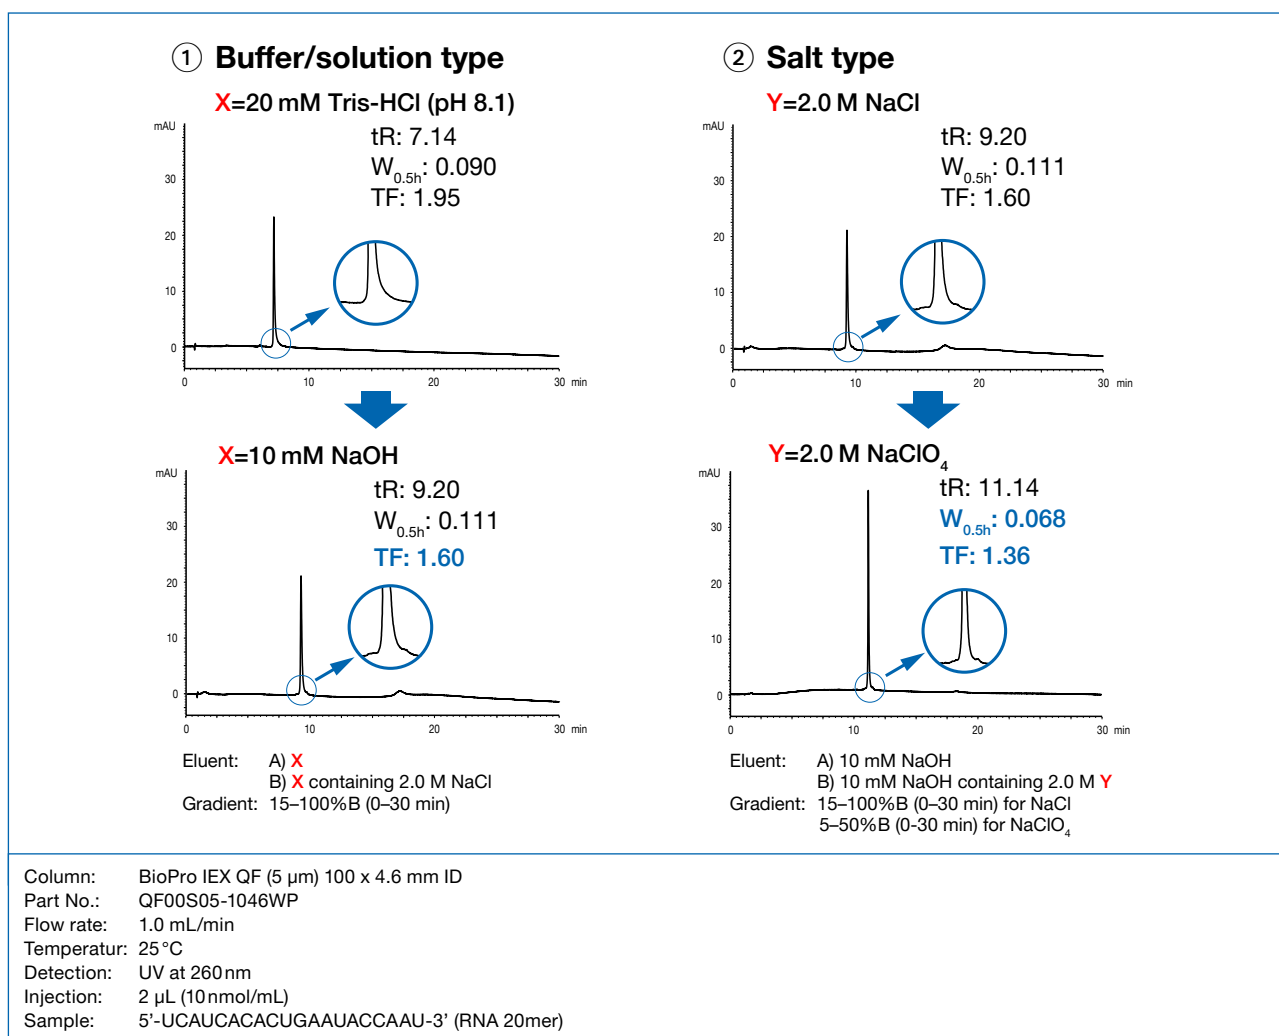 ① Buffer/solution type
X=20 mM Tris-HCl (pH 8.1)
mAU
tR: 7.14
W0.5h: 0.090
TF: 1.95
30
20
10
0
0 10 20 30 min
X=10 mM NaOH
mAU
tR: 9.20
W0.5h: 0.111
TF: 1.60
30
20
10
0
0 10 20 30 min
Eluent: A) X
B) X containing 2.0 M NaCl
Gradient: 15–100%B (0–30 min)
② Salt type
Y=2.0 M NaCl
mAU
tR: 9.20
W0.5h: 0.111
TF: 1.60
30
20
10
0
0 10 20 30 min
Y=2.0 M NaClO4
mAU
tR: 11.14
W0.5h: 0.068
TF: 1.36
30
20
10
0
0 10 20 30 min
Eluent: A) 10 mM NaOH
B) 10 mM NaOH containing 2.0 M Y
Gradient: 15–100%B (0–30 min) for NaCl
5–50%B (0-30 min) for NaClO4
Column: BioPro IEX QF (5 µm) 100 x 4.6 mm ID
Part No.: QF00S05-1046WP
Flow rate: 1.0 mL/min
Temperatur: 25 °C
Detection: UV at 260 nm
Injection: 2 µL (10 nmol/mL)
Sample: 5’-UCAUCACACUGAAUACCAAU-3’ (RNA 20mer)